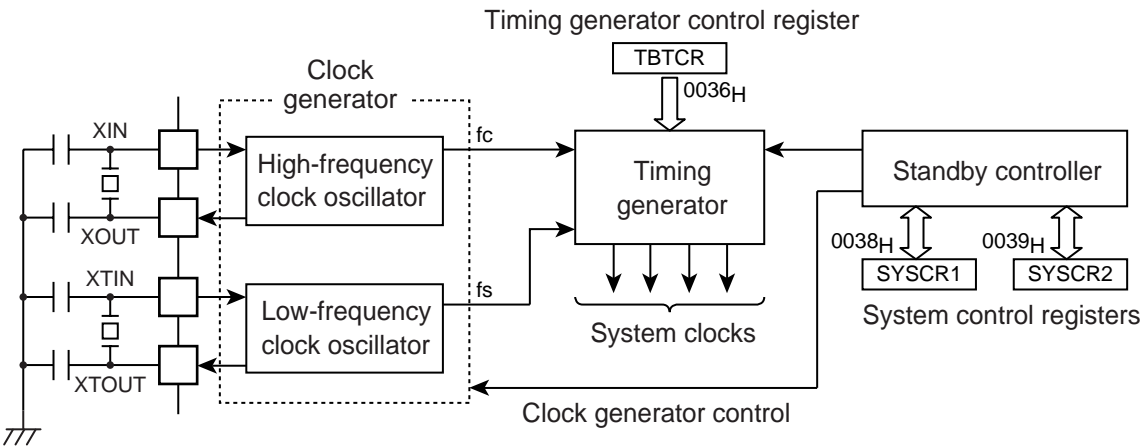 Timing generator control register
TBTCR
0036H
Clock
generator
XIN
High-frequency
clock oscillator
fc
XOUT
Timing
generator
Standby controller
0038H
SYSCR1
0039H
SYSCR2
System control registers
XTIN
Low-frequency
clock oscillator
fs
XTOUT
System clocks
Clock generator control